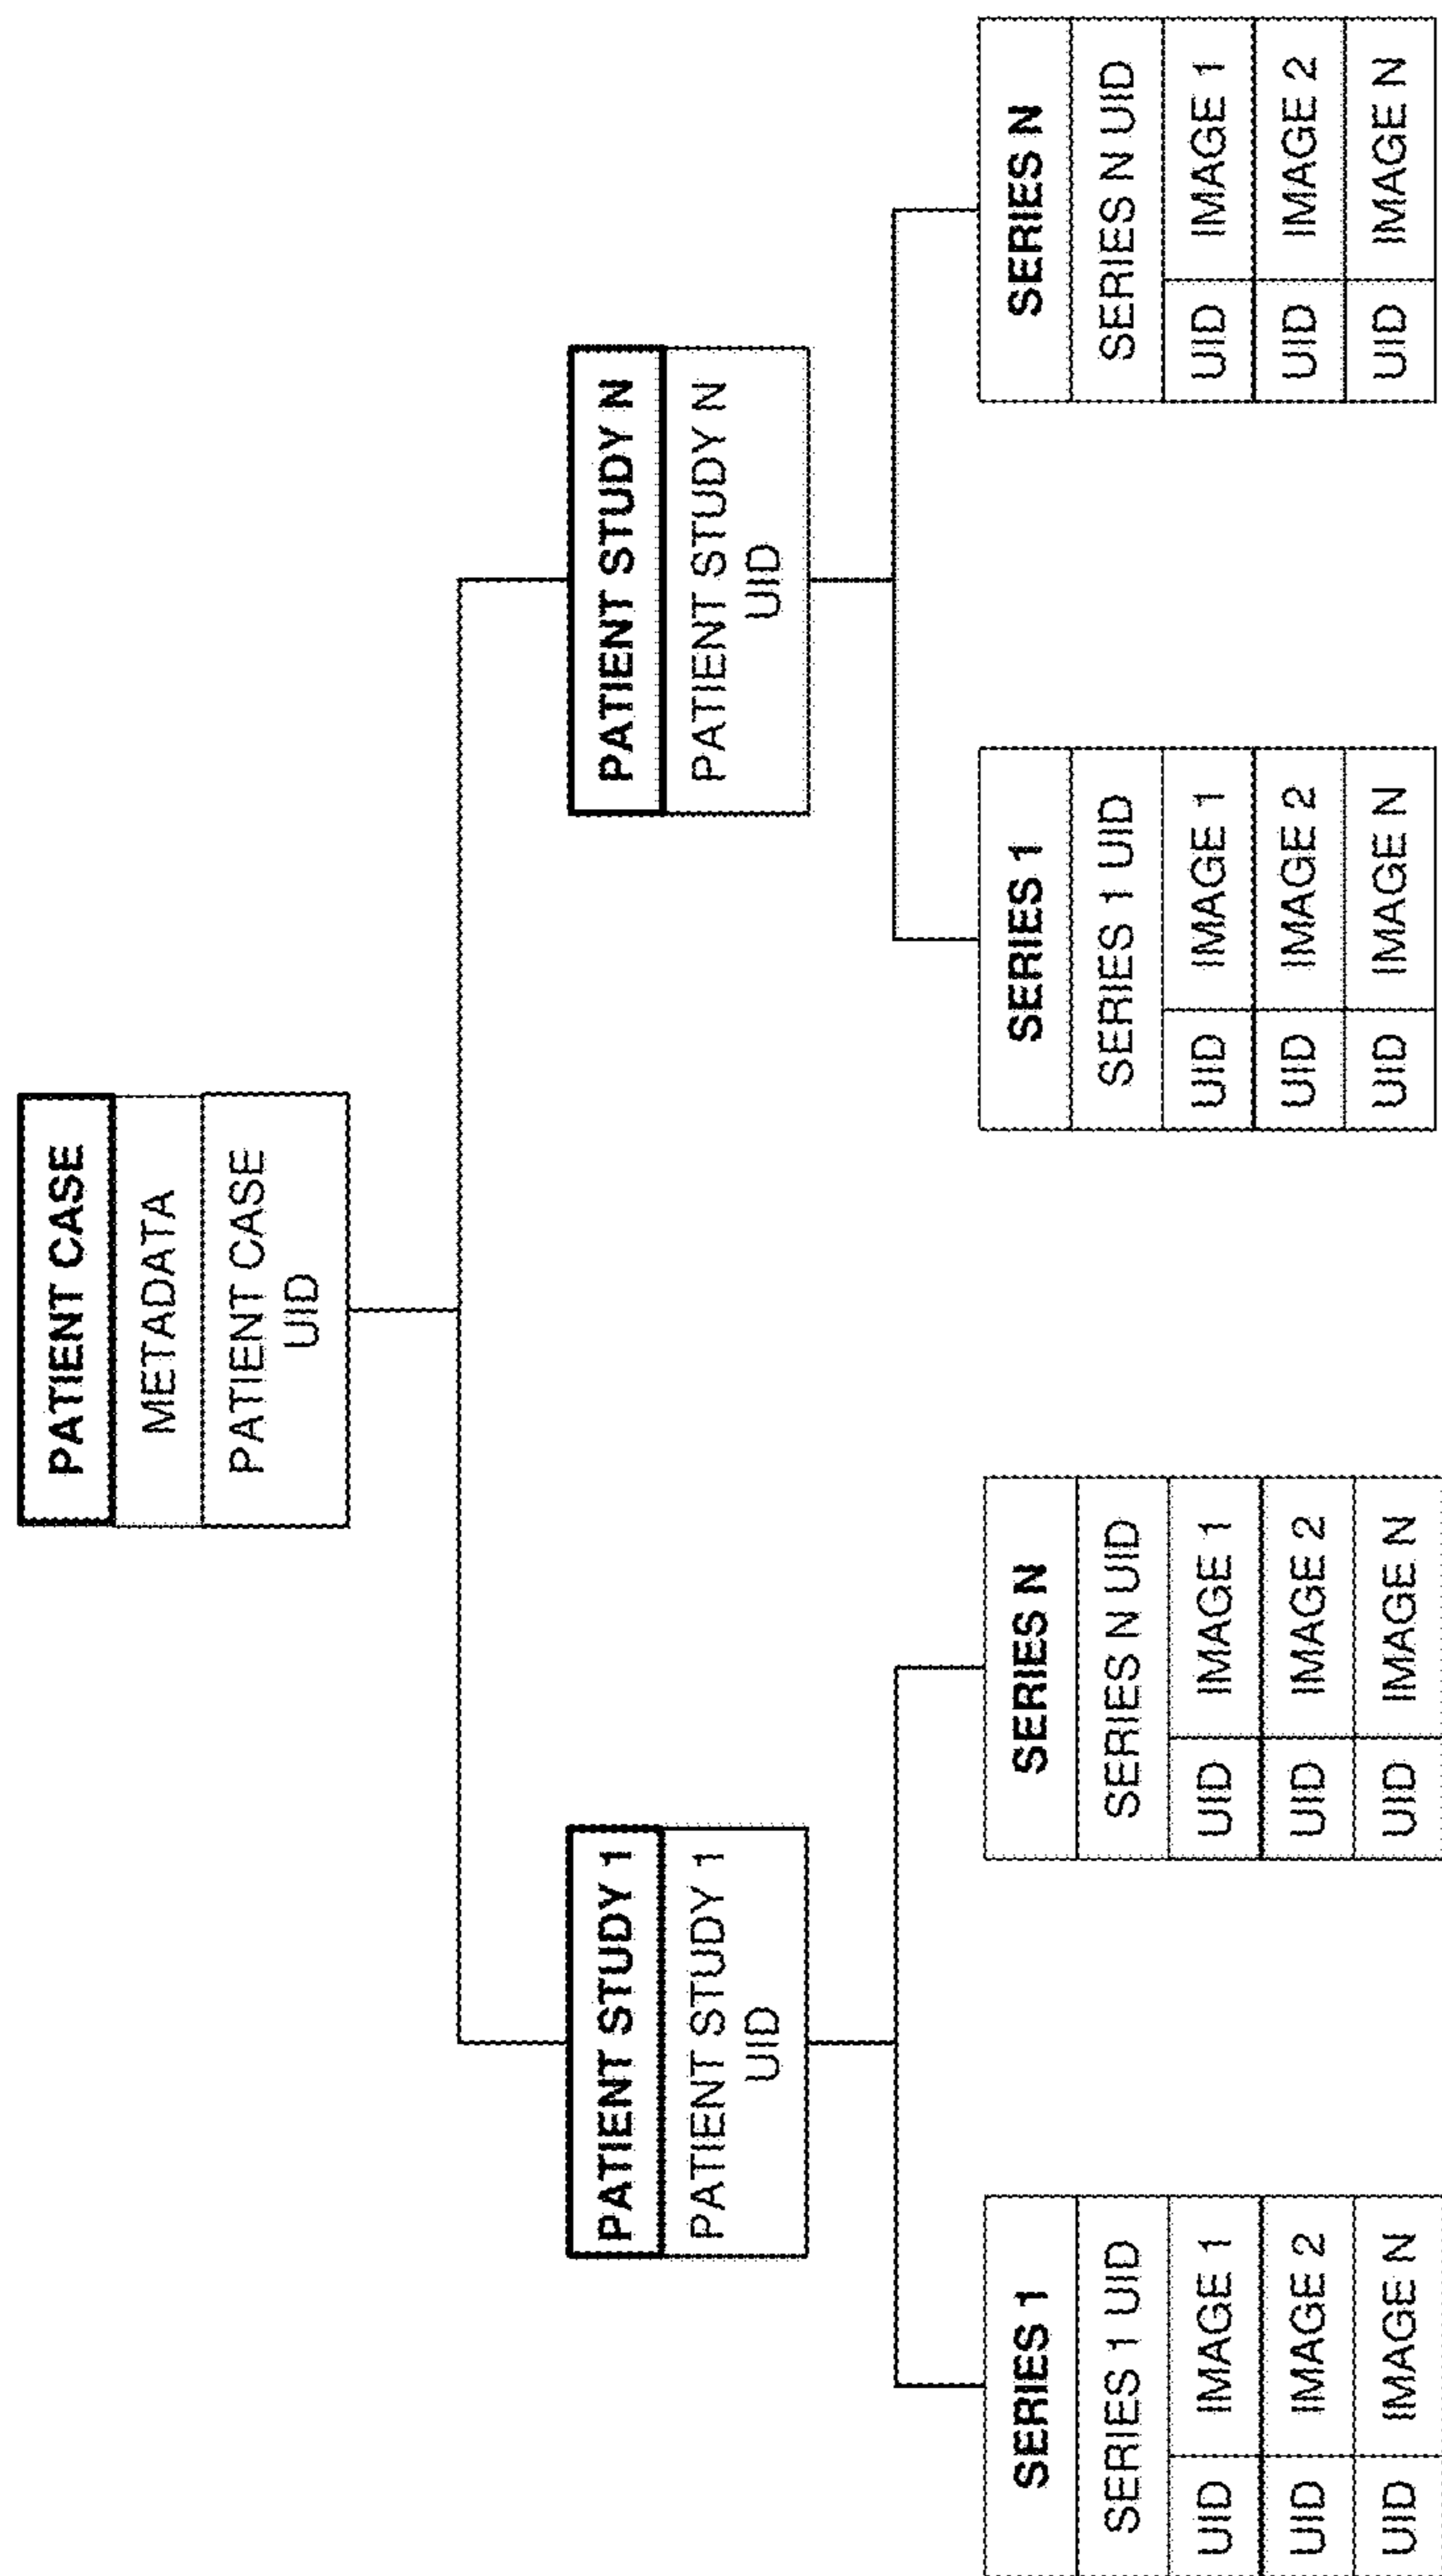 PATIENT CASE
METADATA
PATIENT CASE
UID
PATIENT STUDY 1
PATIENT STUDY 1
UID
PATIENT STUDY N
PATIENT STUDY N
UID
SERIES 1
SERIES 1 UID
UID IMAGE 1
UID IMAGE 2
UID IMAGE N
SERIES N
SERIES N UID
UID IMAGE 1
UID IMAGE 2
UID IMAGE N
SERIES 1
SERIES 1 UID
UID IMAGE 1
UID IMAGE 2
UID IMAGE N
SERIES N
SERIES N UID
UID IMAGE 1
UID IMAGE 2
UID IMAGE N